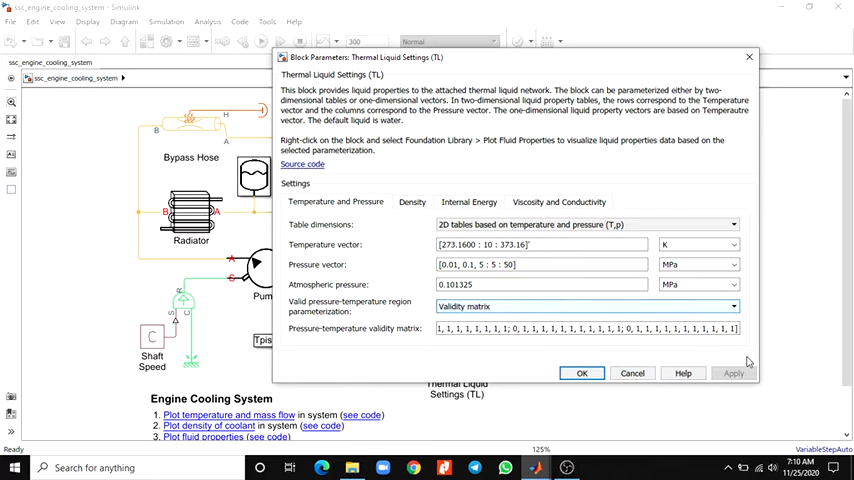 ssc_engine_cooling_system - Simulink
File Edit View Display Diagram Simulation Analysis Code Tools Help
300
Normal
ssc_engine_cooling_system
ssc_engine_cooling_system
Block Parameters: Thermal Liquid Settings (TL)
Thermal Liquid Settings (TL)
This block provides liquid properties to the attached thermal liquid network. The block can be parameterized either by two-
dimensional tables or one-dimensional vectors. In two-dimensional liquid property tables, the rows correspond to the Temperature
vector and the columns correspond to the Pressure vector. The one-dimensional liquid property vectors are based on Temperautre
vector. The default liquid is water.
Right-click on the block and select Foundation Library > Plot Fluid Properties to visualize liquid properties data based on the
selected parameterization.
Source code
Settings
Temperature and Pressure Density Internal Energy Viscosity and Conductivity
Table dimensions: 2D tables based on temperature and pressure (T,p)
Temperature vector: [273.1600 : 10 : 373.16]' K
Pressure vector: [0.01, 0.1, 5 : 5 : 50] MPa
Atmospheric pressure: 0.101325 MPa
Valid pressure-temperature region
parameterization: Validity matrix
Pressure-temperature validity matrix: 1, 1, 1, 1, 1, 1, 1, 1; 0, 1, 1, 1, 1, 1, 1, 1, 1, 1, 1, 1; 0, 1, 1, 1, 1, 1, 1, 1, 1, 1, 1, 1]
OK Cancel Help Apply
H
B
A
Bypass Hose
B A
Radiator
A
Pum
S
R
S C
C
Shaft
Speed
Tpis
Thermal Liquid
Settings (TL)
Engine Cooling System
1. Plot temperature and mass flow in system (see code)
2. Plot density of coolant in system (see code)
3. Plot fluid properties (see code)
Ready 125% VariableStepAuto
Search for anything
7:10 AM
11/25/2020